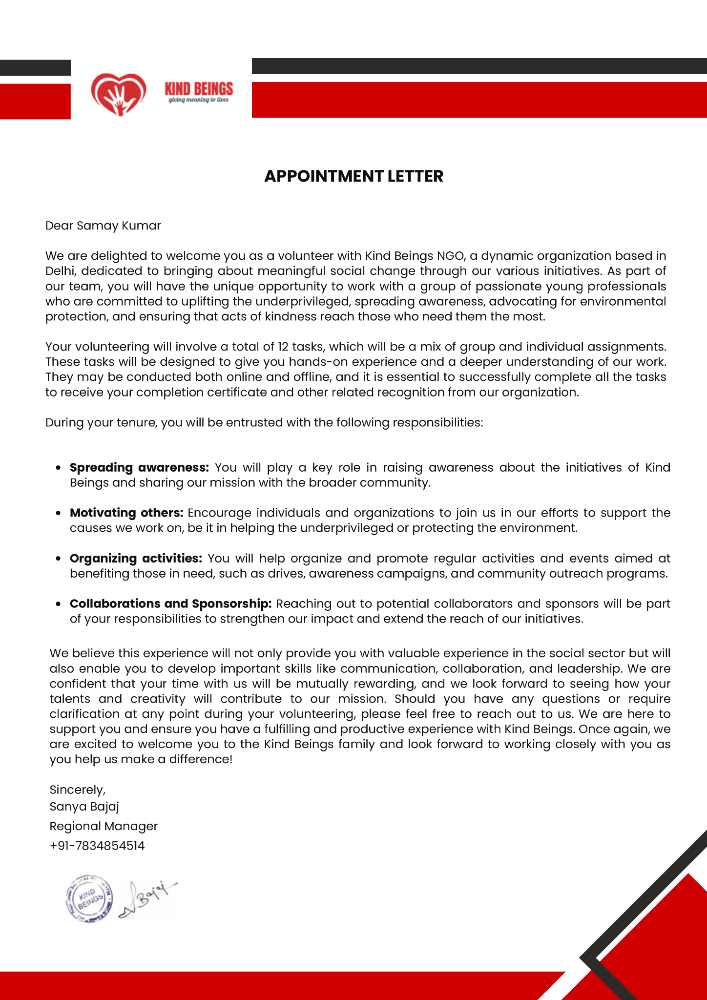 KIND BEINGS
giving meaning to lives
APPOINTMENT LETTER
Dear Samay Kumar
We are delighted to welcome you as a volunteer with Kind Beings NGO, a dynamic organization based in
Delhi, dedicated to bringing about meaningful social change through our various initiatives. As part of
our team, you will have the unique opportunity to work with a group of passionate young professionals
who are committed to uplifting the underprivileged, spreading awareness, advocating for environmental
protection, and ensuring that acts of kindness reach those who need them the most.
Your volunteering will involve a total of 12 tasks, which will be a mix of group and individual assignments.
These tasks will be designed to give you hands-on experience and a deeper understanding of our work.
They may be conducted both online and offline, and it is essential to successfully complete all the tasks
to receive your completion certificate and other related recognition from our organization.
During your tenure, you will be entrusted with the following responsibilities:
• Spreading awareness: You will play a key role in raising awareness about the initiatives of Kind
Beings and sharing our mission with the broader community.
• Motivating others: Encourage individuals and organizations to join us in our efforts to support the
causes we work on, be it in helping the underprivileged or protecting the environment.
• Organizing activities: You will help organize and promote regular activities and events aimed at
benefiting those in need, such as drives, awareness campaigns, and community outreach programs.
• Collaborations and Sponsorship: Reaching out to potential collaborators and sponsors will be part
of your responsibilities to strengthen our impact and extend the reach of our initiatives.
We believe this experience will not only provide you with valuable experience in the social sector but will
also enable you to develop important skills like communication, collaboration, and leadership. We are
confident that your time with us will be mutually rewarding, and we look forward to seeing how your
talents and creativity will contribute to our mission. Should you have any questions or require
clarification at any point during your volunteering, please feel free to reach out to us. We are here to
support you and ensure you have a fulfilling and productive experience with Kind Beings. Once again, we
are excited to welcome you to the Kind Beings family and look forward to working closely with you as
you help us make a difference!
Sincerely,
Sanya Bajaj
Regional Manager
+91-7834854514
KIND
BEINGS
Bajaj